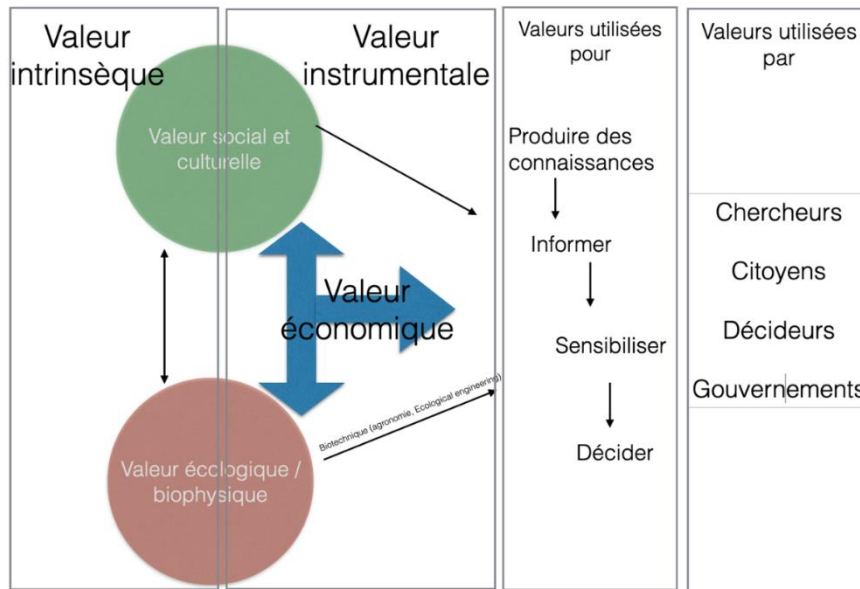 Valeur
intrinsèque
Valeur
instrumentale
Valeurs utilisées
pour
Valeurs utilisées
par
Valeur social et
culturelle
Produire des
connaissances
Informer
Sensibiliser
Décider
Chercheurs
Citoyens
Décideurs
Gouvernements
Valeur
économique
Biotechnique (agronomie, Ecological engineering)
Valeur écologique /
biophysique